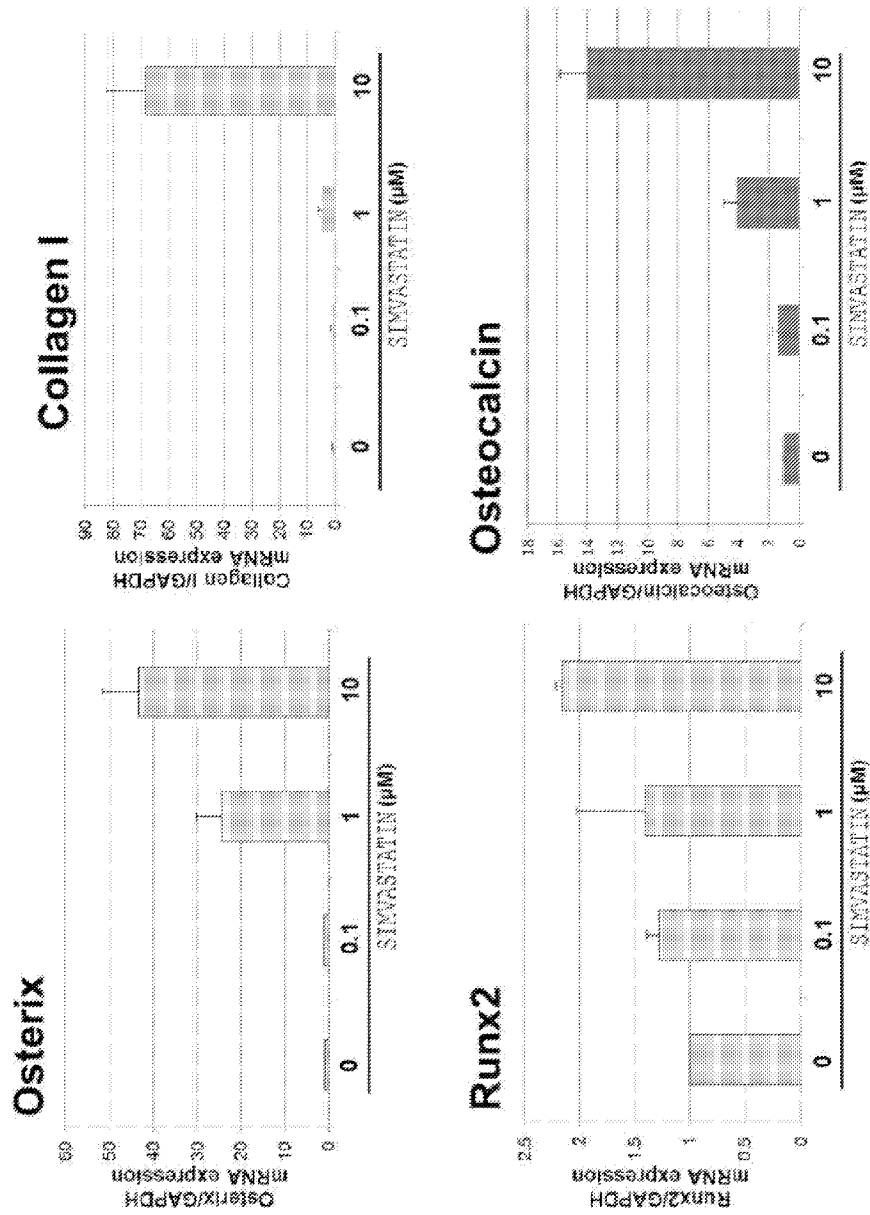 Osterix
Osterix/GAPDH
mRNA expression
60
50
40
30
20
10
0
0 0.1 1 10
SIMVASTATIN (µM)
Collagen I
Collagen I/GAPDH
mRNA expression
90
80
70
60
50
40
30
20
10
0
0 0.1 1 10
SIMVASTATIN (µM)
Runx2
Runx2/GAPDH
mRNA expression
2.5
2
1.5
1
0.5
0
0 0.1 1 10
SIMVASTATIN (µM)
Osteocalcin
Osteocalcin/GAPDH
mRNA expression
18
16
14
12
10
8
6
4
2
0
0 0.1 1 10
SIMVASTATIN (µM)